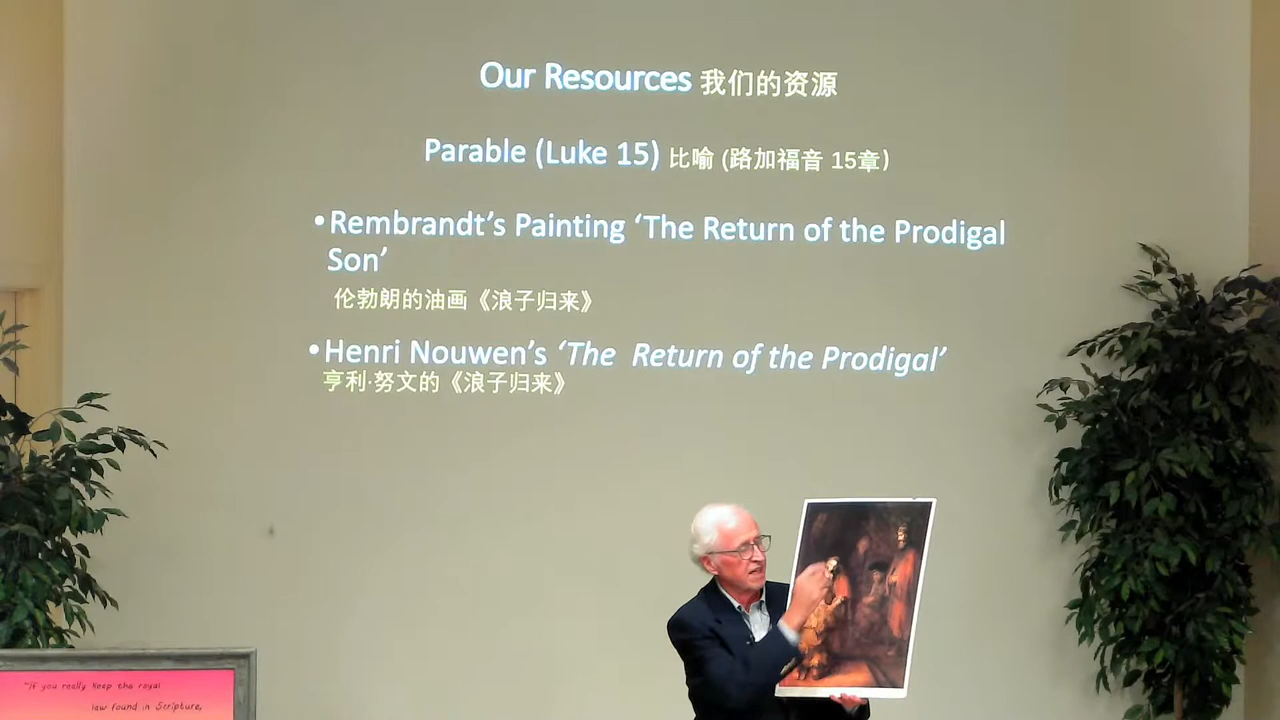 Our Resources 我们的资源
Parable (Luke 15) 比喻 (路加福音 15章)
•Rembrandt’s Painting ‘The Return of the Prodigal
Son’
伦勃朗的油画《浪子归来》
•Henri Nouwen’s ‘The Return of the Prodigal’
亨利·努文的《浪子归来》
"If you really keep the royal
law found in Scripture,